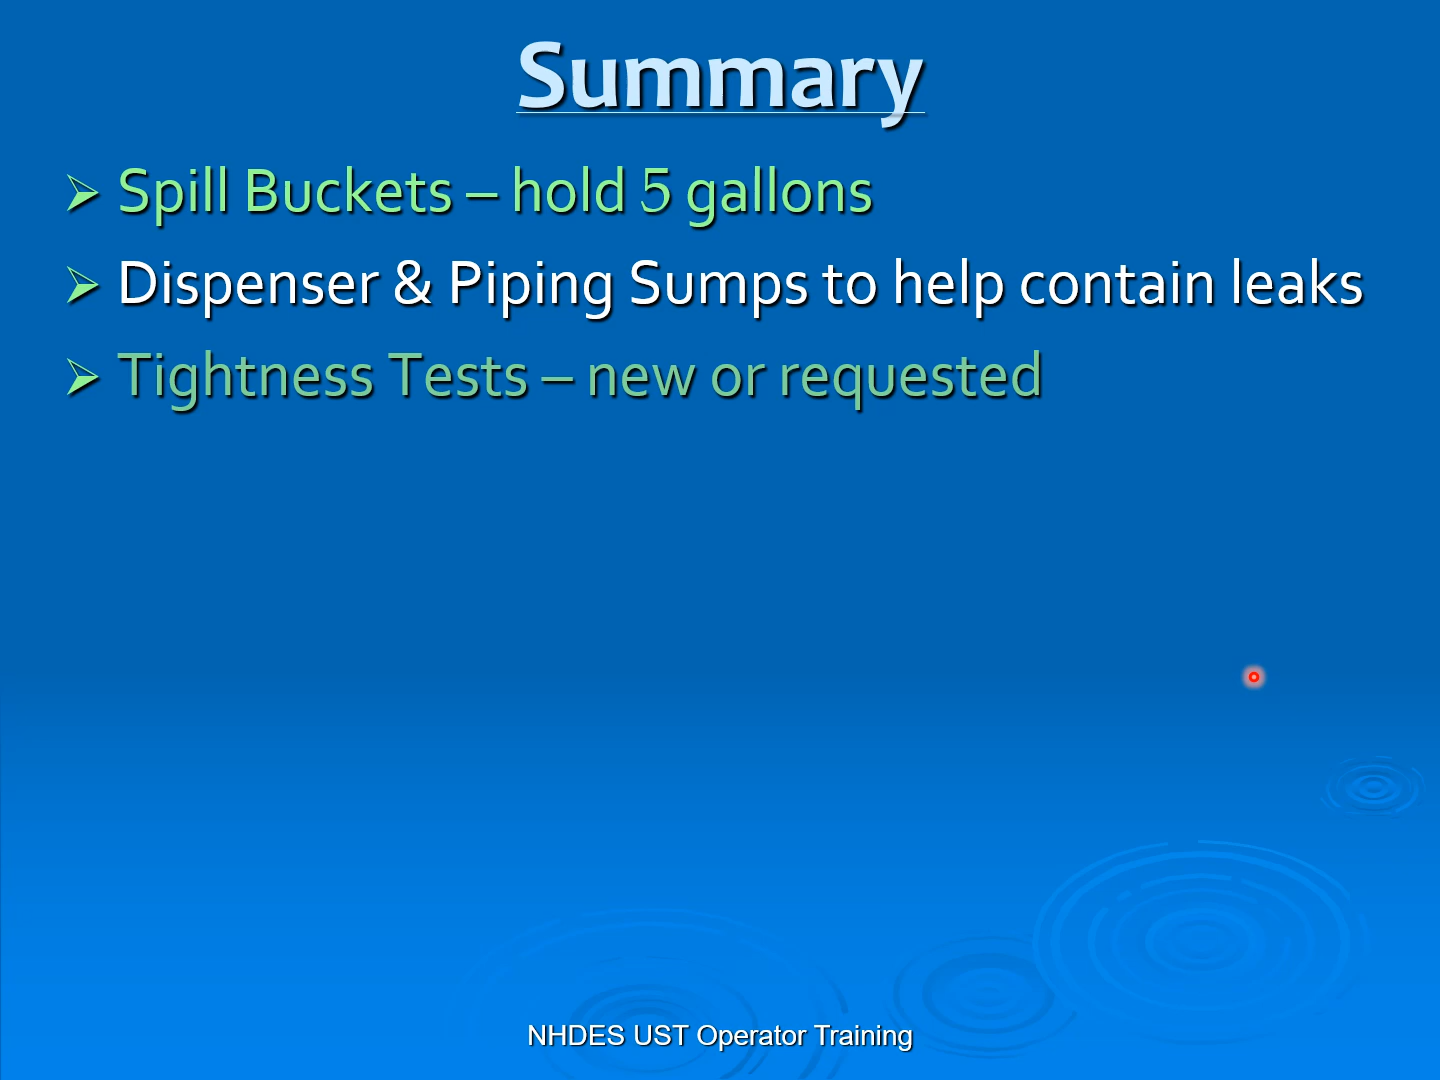 Summary
Spill Buckets – hold 5 gallons
Dispenser & Piping Sumps to help contain leaks
Tightness Tests – new or requested
NHDES UST Operator Training